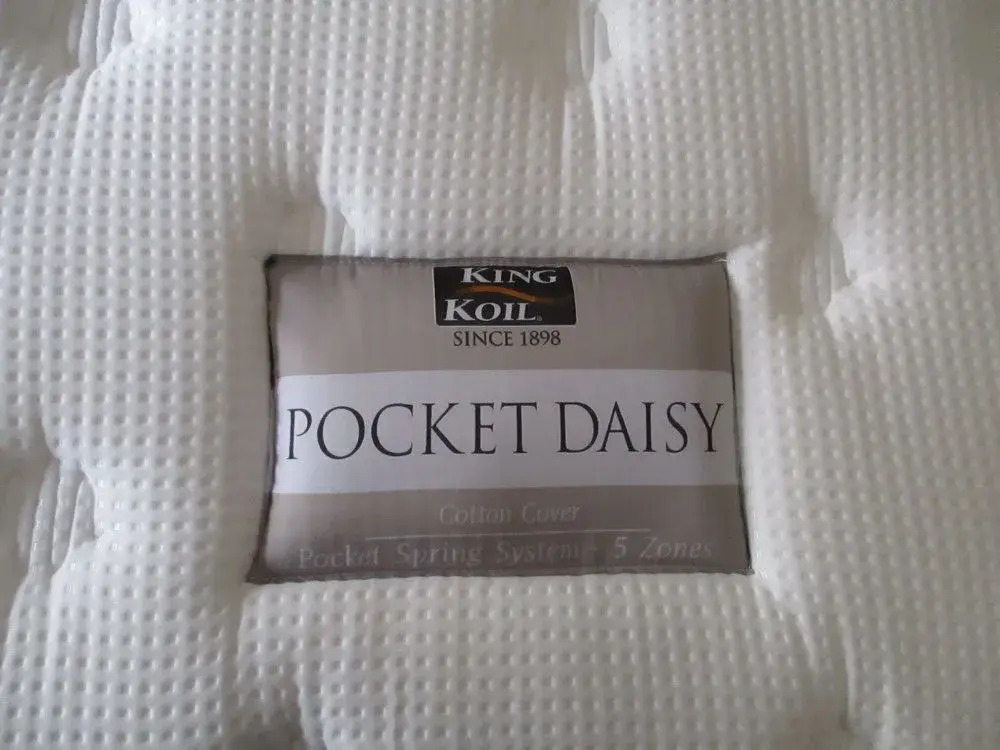 KING
KOIL®
SINCE 1898
POCKET DAISY
Cotton Cover
Pocket Spring System - 5 Zones